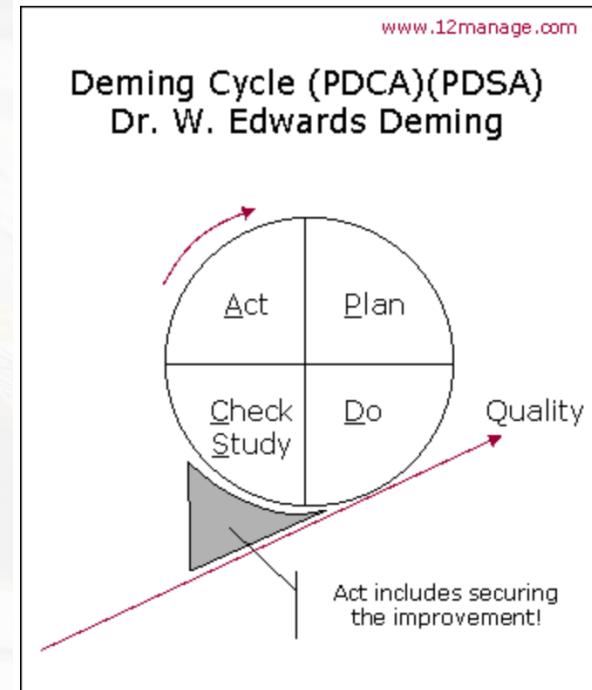 www.12manage.com
Deming Cycle (PDCA)(PDSA)
Dr. W. Edwards Deming
Act
Plan
Check
Study
Do
Quality
Act includes securing
the improvement!